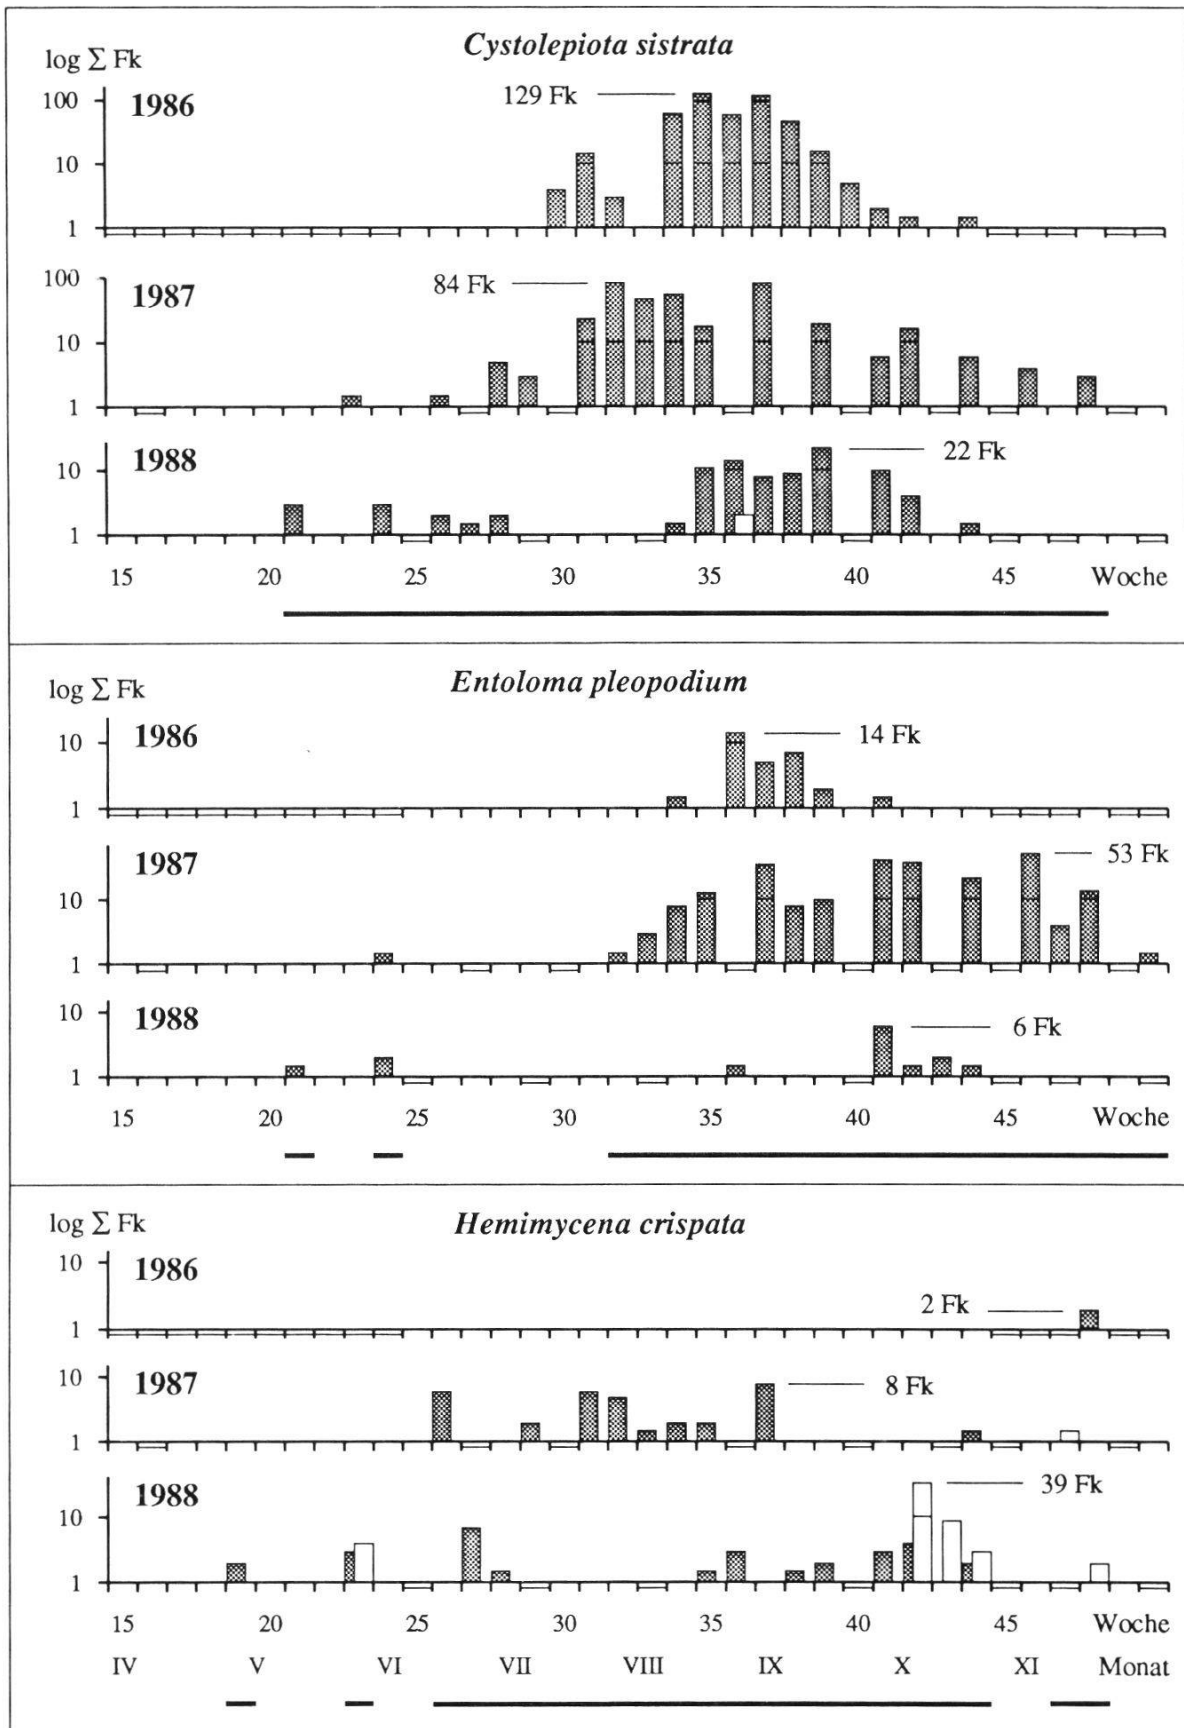 Cystolepiota sistrata
log ∑ Fk
129 Fk
100
1986
10
1
100
1987
84 Fk
10
1
1988
22 Fk
10
1
15 20 25 30 35 40 45 Woche
Entoloma pleopodium
log ∑ Fk
1986
14 Fk
10
1
1987
53 Fk
10
1
1988
6 Fk
10
1
15 20 25 30 35 40 45 Woche
Hemimycena crispata
log ∑ Fk
10
1986
2 Fk
1
10
1987
8 Fk
1
1988
39 Fk
10
1
15 20 25 30 35 40 45 Woche
IV V VI VII VIII IX X XI Monat